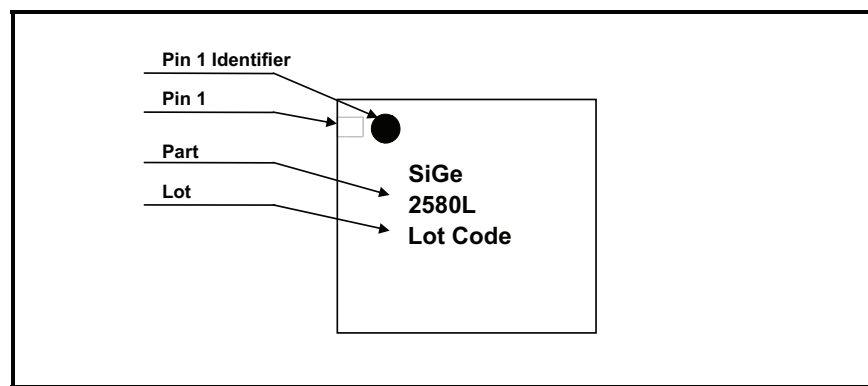 Pin 1 Identifier
Pin 1
Part
Lot
SiGe
2580L
Lot Code